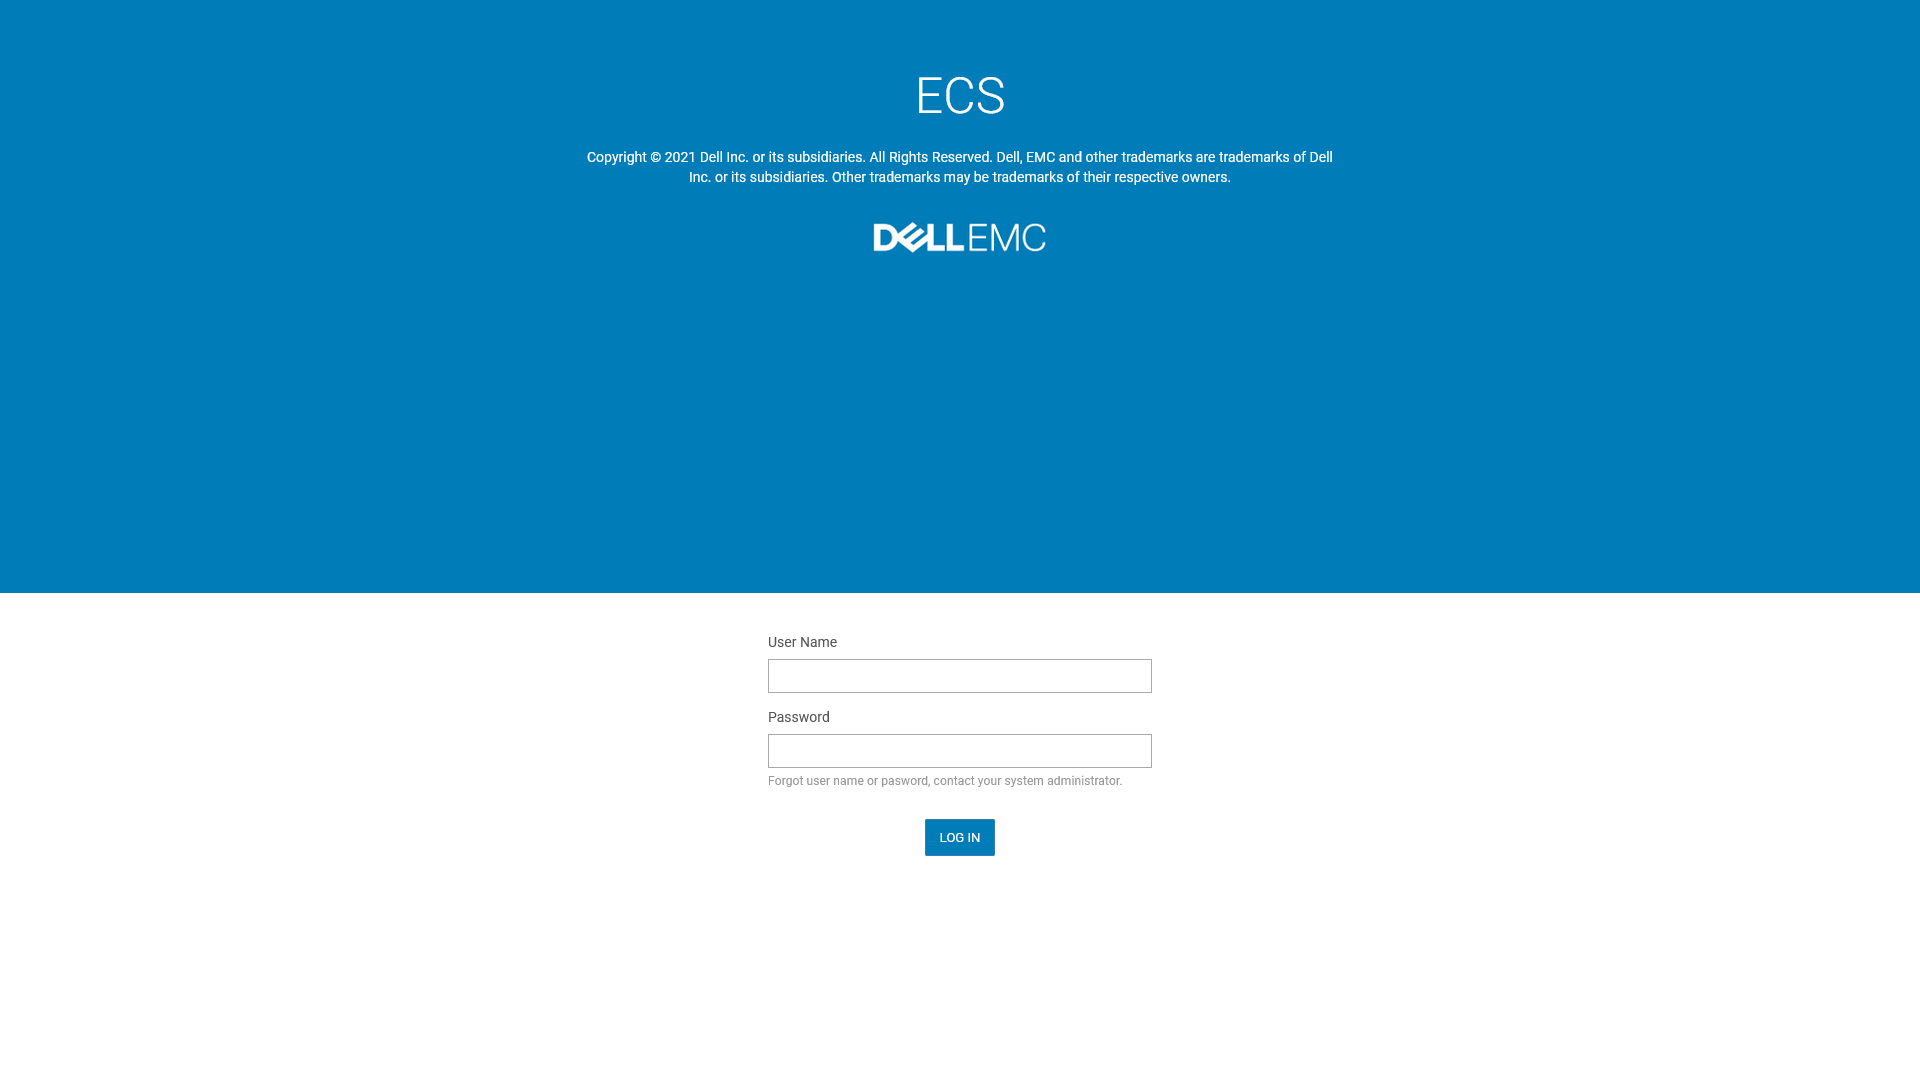 ECS
Copyright © 2021 Dell Inc. or its subsidiaries. All Rights Reserved. Dell, EMC and other trademarks are trademarks of Dell
Inc. or its subsidiaries. Other trademarks may be trademarks of their respective owners.
DELLEMC
User Name
Password
Forgot user name or pasword, contact your system administrator.
LOG IN